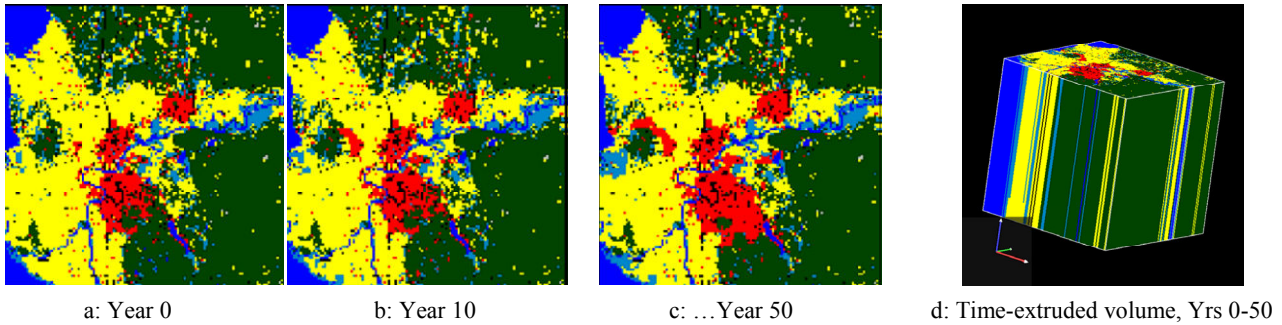 a: Year 0
b: Year 10
c: …Year 50
d: Time-extruded volume, Yrs 0-50